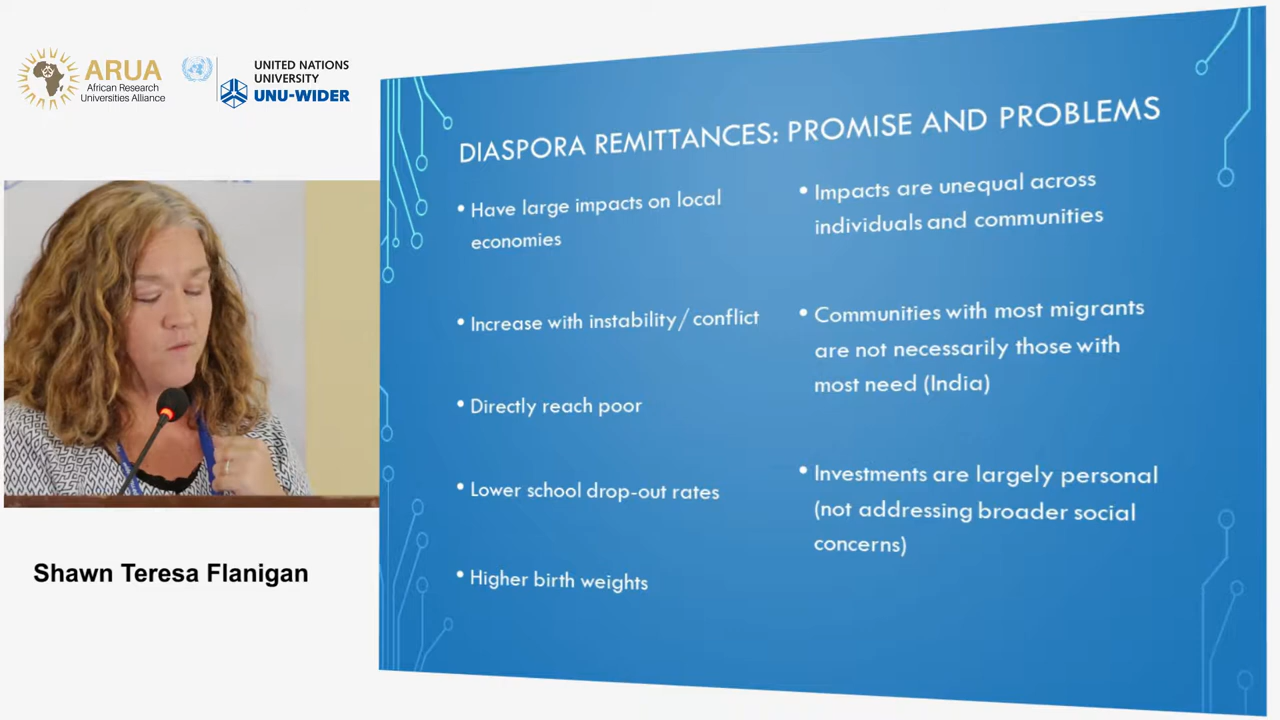 ARUA
African Research
Universities Alliance
UNITED NATIONS
UNIVERSITY
UNU-WIDER
DIASPORA REMITTANCES: PROMISE AND PROBLEMS
• Have large impacts on local
economies
• Increase with instability/ conflict
• Directly reach poor
• Lower school drop-out rates
• Higher birth weights
• Impacts are unequal across
individuals and communities
• Communities with most migrants
are not necessarily those with
most need (India)
• Investments are largely personal
(not addressing broader social
concerns)
Shawn Teresa Flanigan